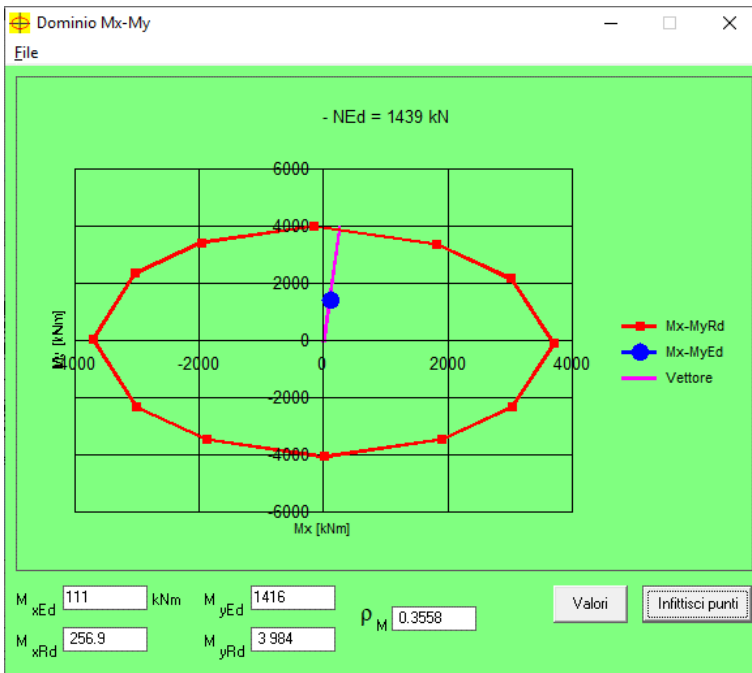 Dominio Mx-My
File
- NEd = 1439 kN
6000
4000
2000
0
-2000
-4000
-6000
-4000 -2000 0 2000 4000
Mx [kNm]
Mx-MyRd
Mx-MyEd
Vettore
M xEd 111 kNm M yEd 1416
M xRd 256.9 M yRd 3 984
ρ M 0.3558
Valori Infittisci punti